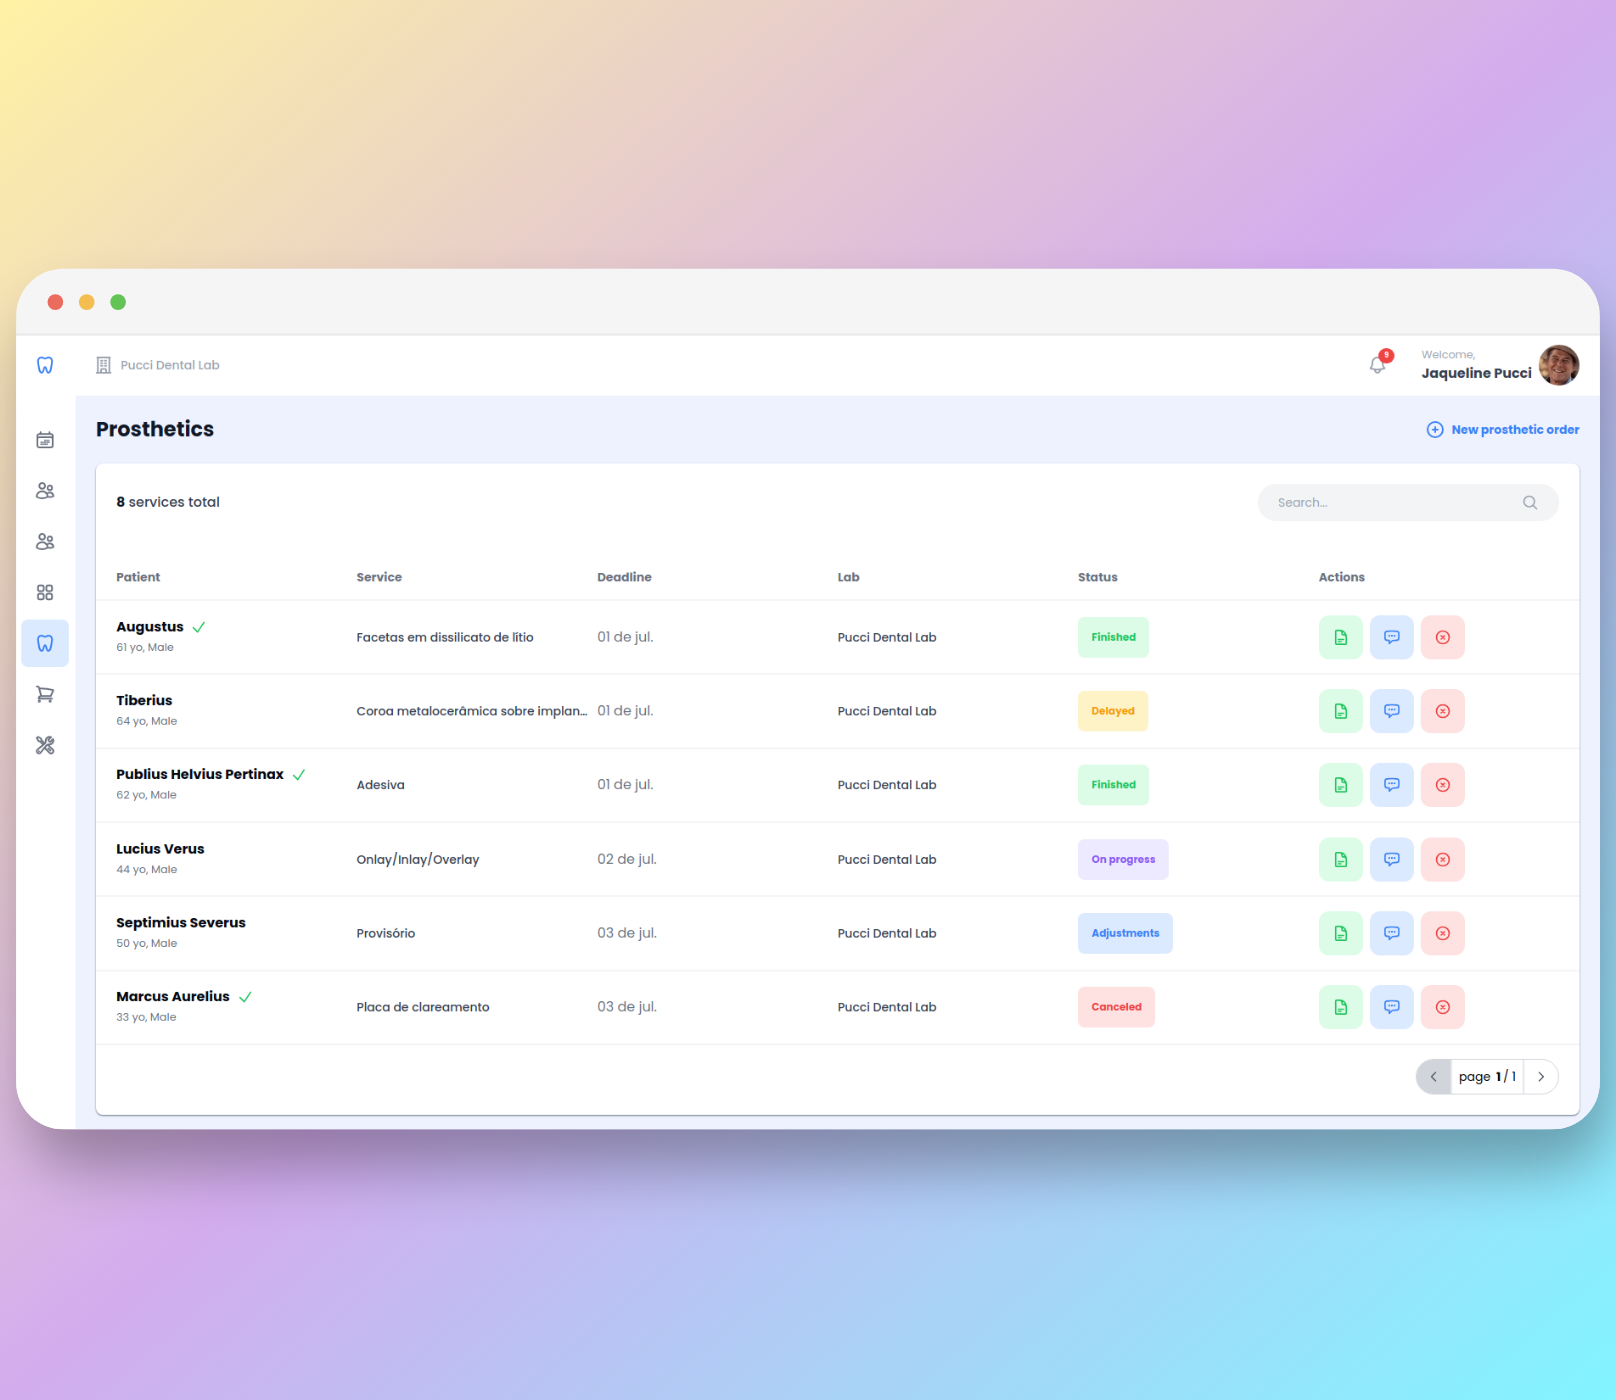 Pucci Dental Lab
9
Welcome,
Jaqueline Pucci
Prosthetics
New prosthetic order
8 services total
Search...
Patient Service Deadline Lab Status Actions
Augustus
61 yo, Male
Facetas em dissilicato de lítio 01 de jul. Pucci Dental Lab Finished
Tiberius
64 yo, Male
Coroa metalocerâmica sobre implan... 01 de jul. Pucci Dental Lab Delayed
Publius Helvius Pertinax
62 yo, Male
Adesiva 01 de jul. Pucci Dental Lab Finished
Lucius Verus
44 yo, Male
Onlay/Inlay/Overlay 02 de jul. Pucci Dental Lab On progress
Septimius Severus
50 yo, Male
Provisório 03 de jul. Pucci Dental Lab Adjustments
Marcus Aurelius
33 yo, Male
Placa de clareamento 03 de jul. Pucci Dental Lab Canceled
page 1 / 1